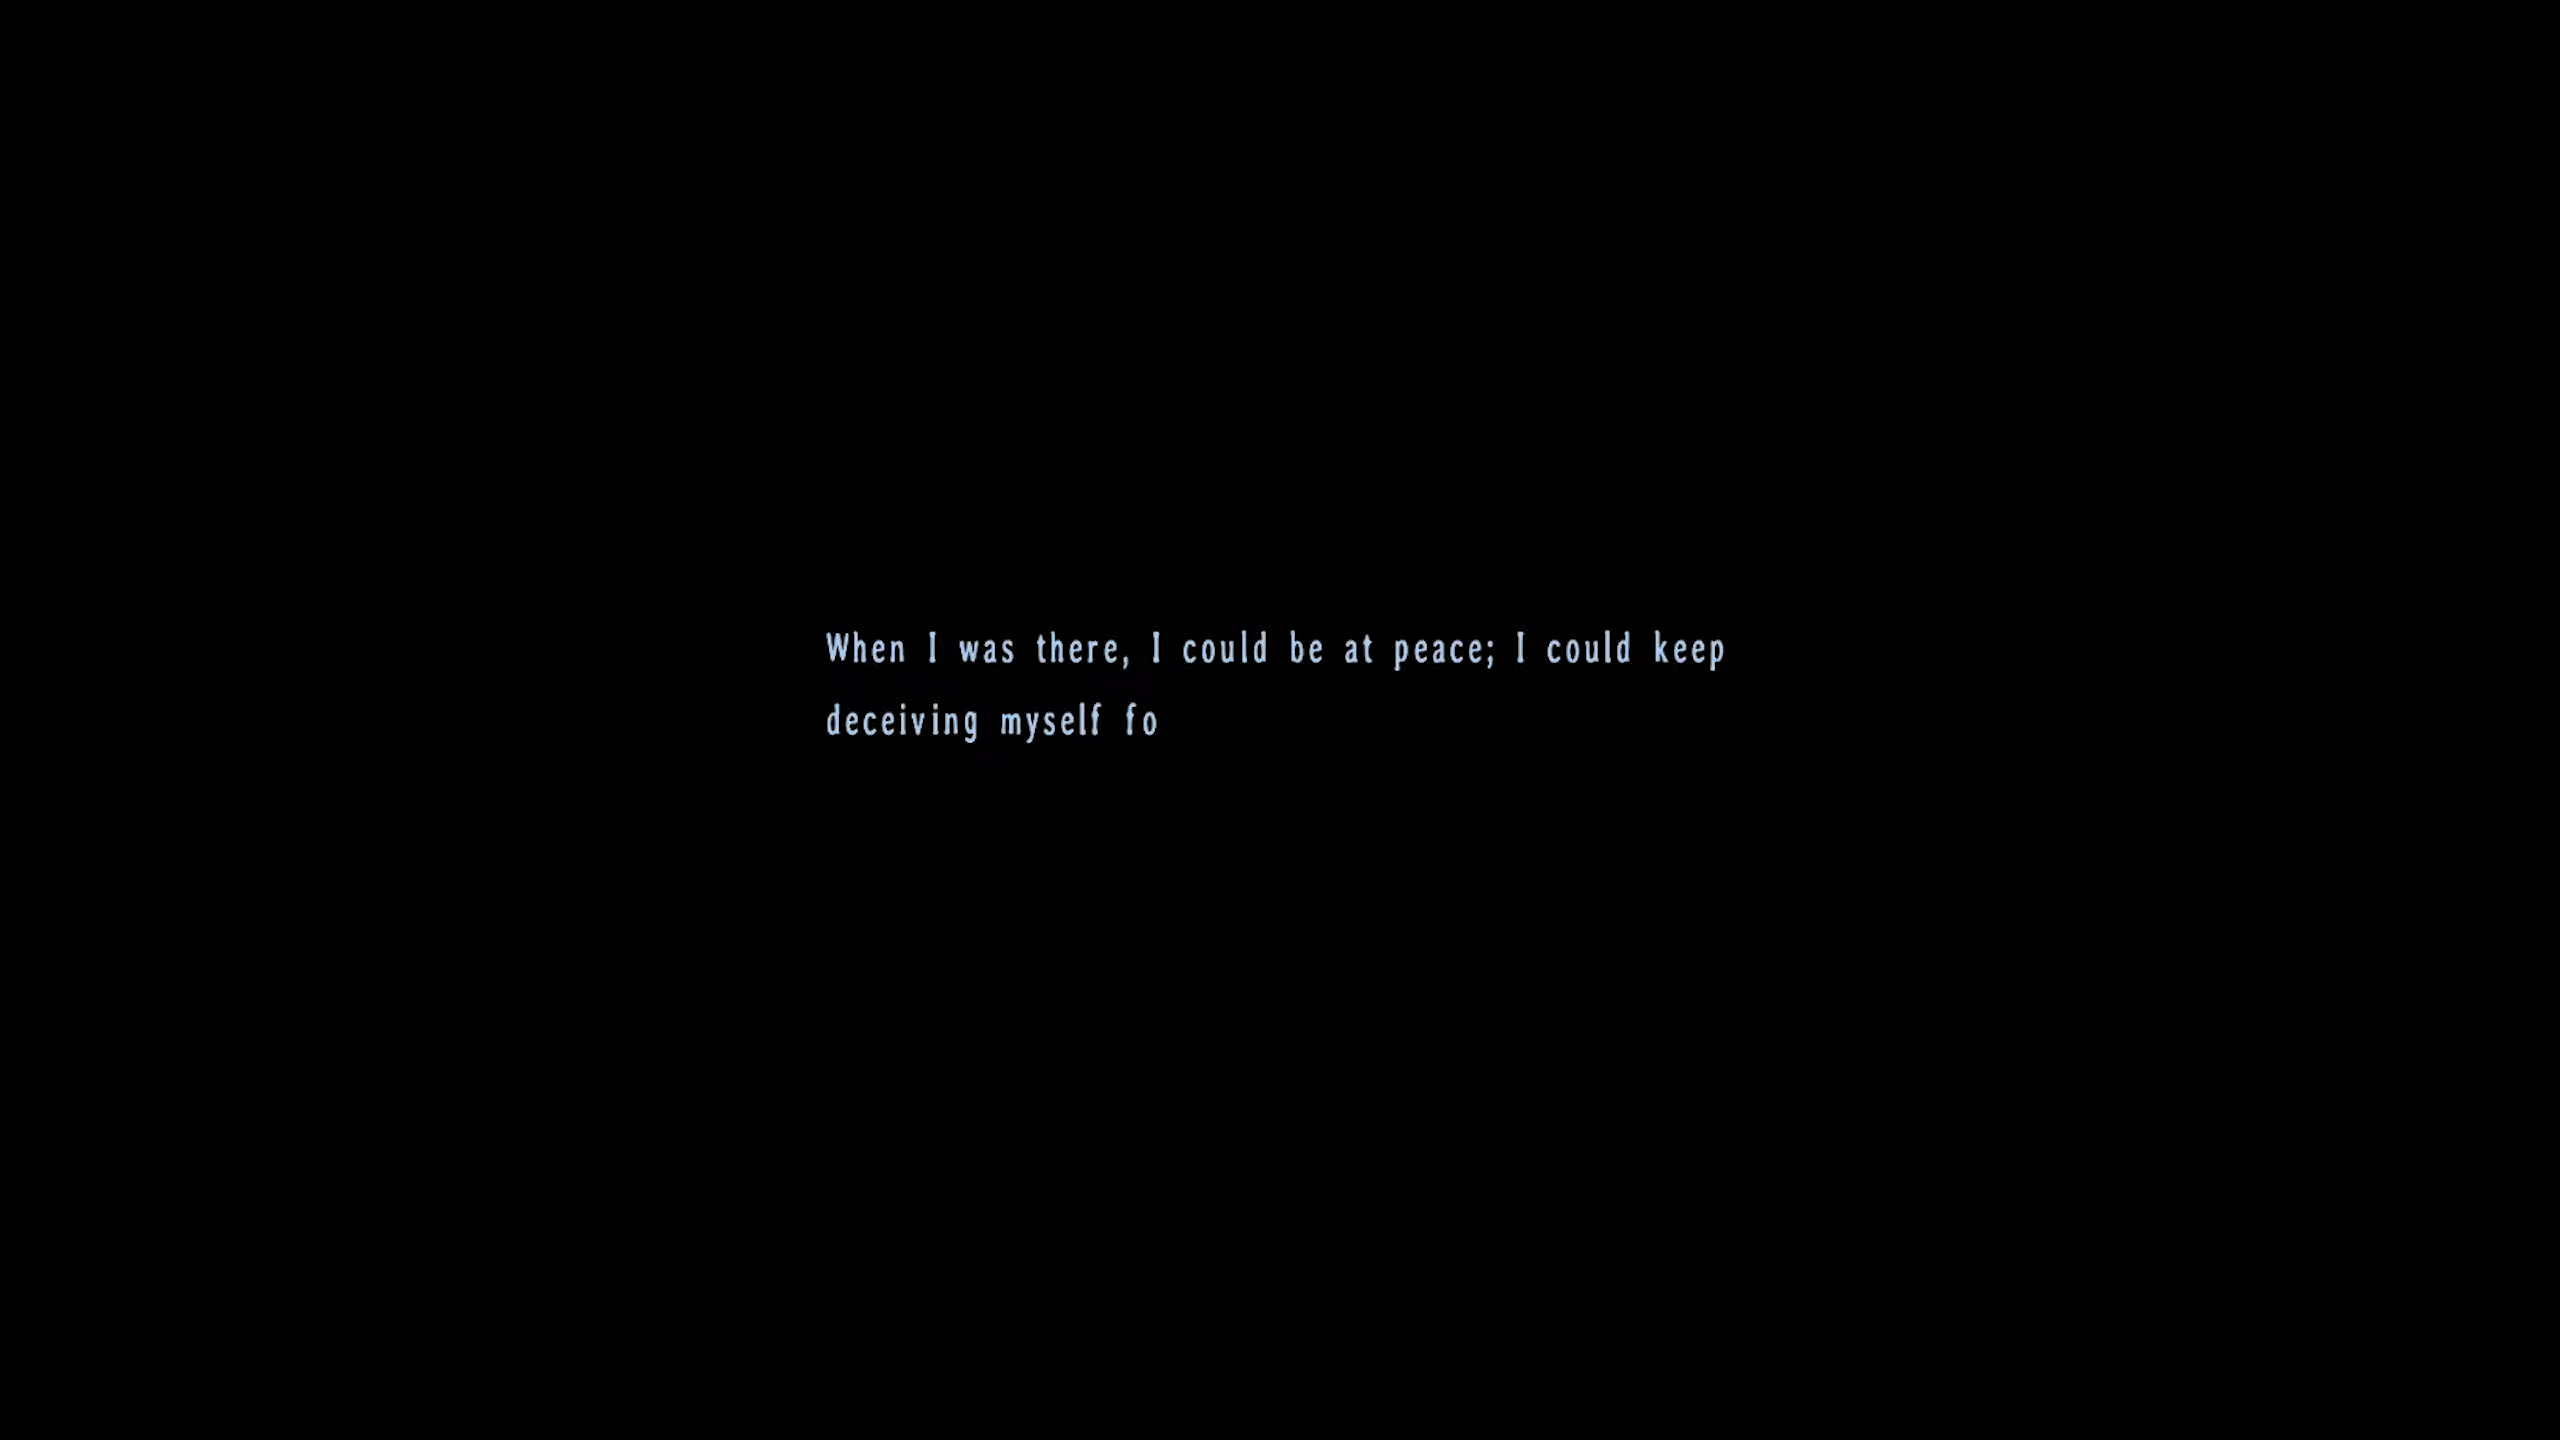 When I was there, I could be at peace; I could keep
deceiving myself fo